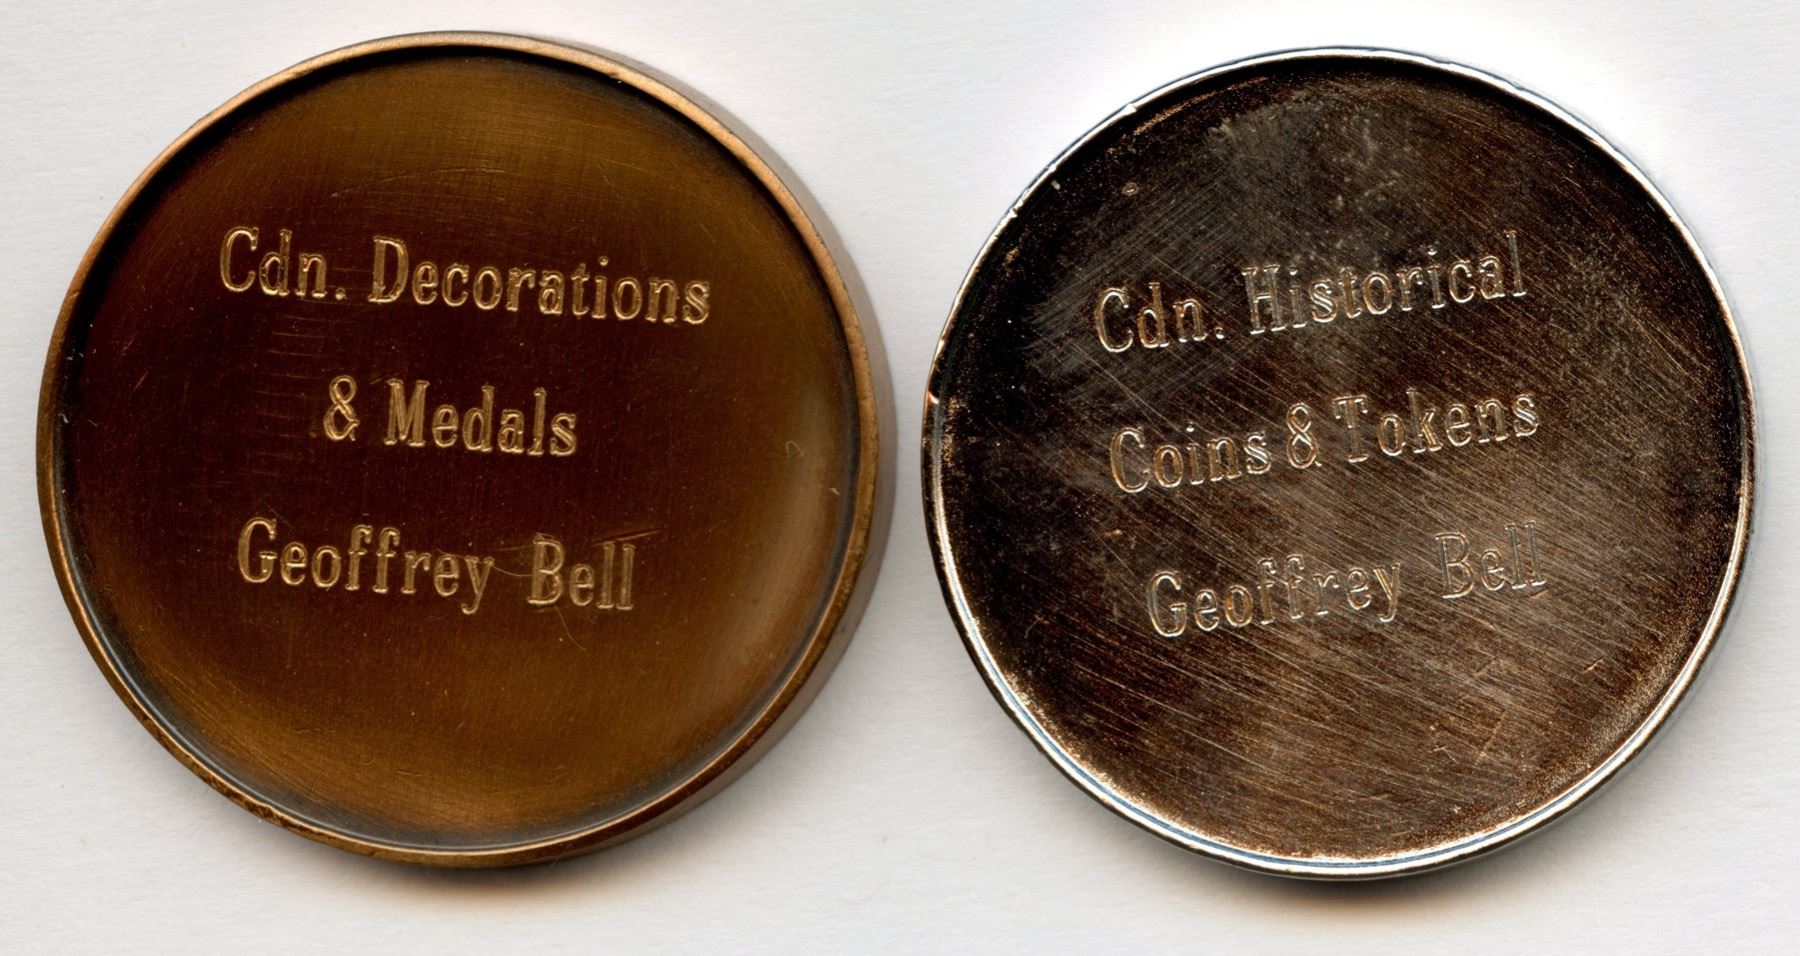 Cdn. Decorations
& Medals
Geoffrey Bell
Cdn. Historical
Coins & Tokens
Geoffrey Bell